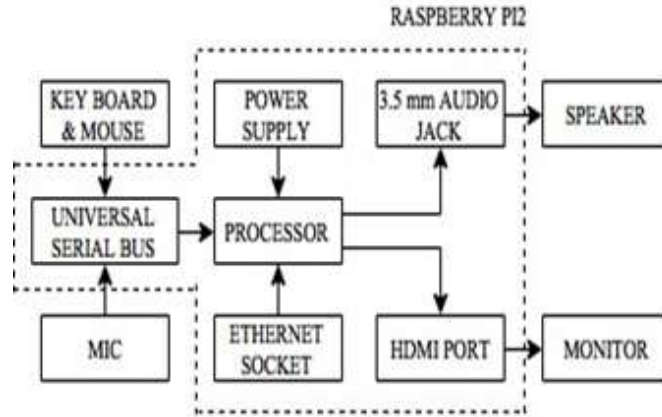 RASPBERRY PI2
KEY BOARD
& MOUSE
POWER
SUPPLY
3.5 mm AUDIO
JACK
SPEAKER
UNIVERSAL
SERIAL BUS
PROCESSOR
MIC
ETHERNET
SOCKET
HDMI PORT
MONITOR